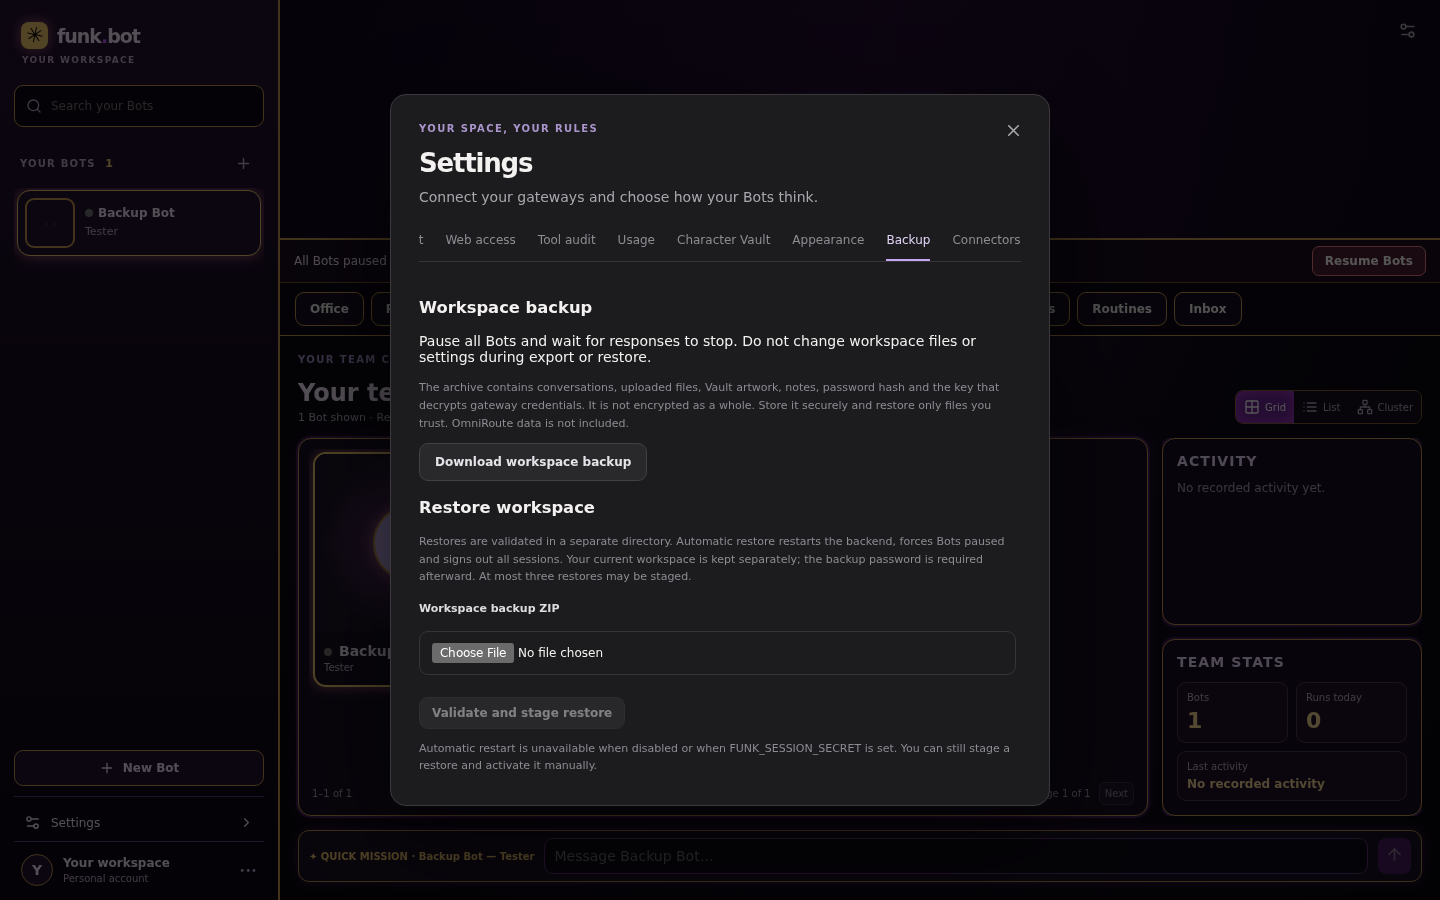 funk.bot
YOUR WORKSPACE
Search your Bots
YOUR BOTS 1
Backup Bot
Tester
New Bot
Settings
Y
Your workspace
Personal account
All Bots paused
Resume Bots
Office
Routines
Inbox
YOUR TEAM
1 Bot shown
Grid
List
Cluster
Tester
1–1 of 1
1 of 1
Next
ACTIVITY
No recorded activity yet.
TEAM STATS
Bots
1
Runs today
0
Last activity
No recorded activity
✦ QUICK MISSION · Backup Bot — Tester
Message Backup Bot...
YOUR SPACE, YOUR RULES
Settings
Connect your gateways and choose how your Bots think.
t Web access Tool audit Usage Character Vault Appearance Backup Connectors
Workspace backup
Pause all Bots and wait for responses to stop. Do not change workspace files or
settings during export or restore.
The archive contains conversations, uploaded files, Vault artwork, notes, password hash and the key that
decrypts gateway credentials. It is not encrypted as a whole. Store it securely and restore only files you
trust. OmniRoute data is not included.
Download workspace backup
Restore workspace
Restores are validated in a separate directory. Automatic restore restarts the backend, forces Bots paused
and signs out all sessions. Your current workspace is kept separately; the backup password is required
afterward. At most three restores may be staged.
Workspace backup ZIP
Choose File No file chosen
Validate and stage restore
Automatic restart is unavailable when disabled or when FUNK_SESSION_SECRET is set. You can still stage a
restore and activate it manually.